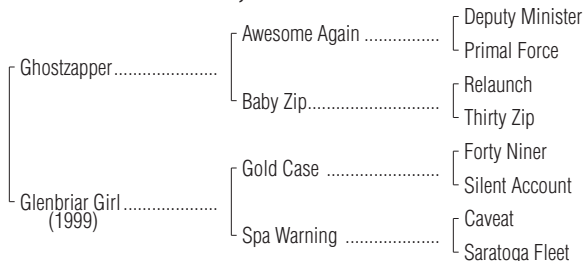 Deputy Minister
Awesome Again ................
Primal Force
Ghostzapper.....................
Relaunch
Baby Zip............................
Thirty Zip
Forty Niner
Gold Case .....................
Silent Account
Glenbriar Girl...................
(1999)
Caveat
Spa Warning ...................
Saratoga Fleet